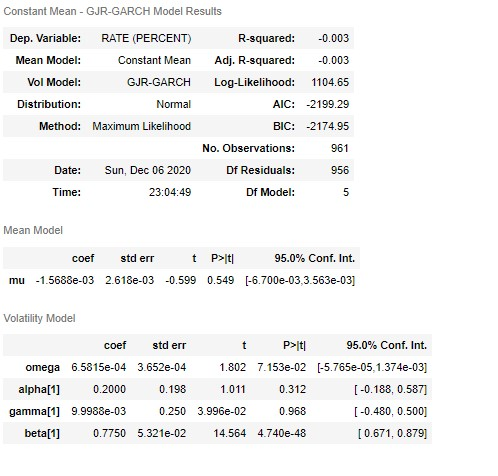 Constant Mean - GJR-GARCH Model Results
Dep. Variable: RATE (PERCENT) R-squared: -0.003
Mean Model: Constant Mean Adj. R-squared: -0.003
Vol Model: GJR-GARCH Log-Likelihood: 1104.65
Distribution: Normal AIC: -2199.29
Method: Maximum Likelihood BIC: -2174.95
No. Observations: 961
Date: Sun, Dec 06 2020 Df Residuals: 956
Time: 23:04:49 Df Model: 5
Mean Model
coef std err t P>|t| 95.0% Conf. Int.
mu -1.5688e-03 2.618e-03 -0.599 0.549 [-6.700e-03,3.563e-03]
Volatility Model
coef std err t P>|t| 95.0% Conf. Int.
omega 6.5815e-04 3.652e-04 1.802 7.153e-02 [-5.765e-05,1.374e-03]
alpha[1] 0.2000 0.198 1.011 0.312 [ -0.188, 0.587]
gamma[1] 9.9988e-03 0.250 3.996e-02 0.968 [ -0.480, 0.500]
beta[1] 0.7750 5.321e-02 14.564 4.740e-48 [ 0.671, 0.879]